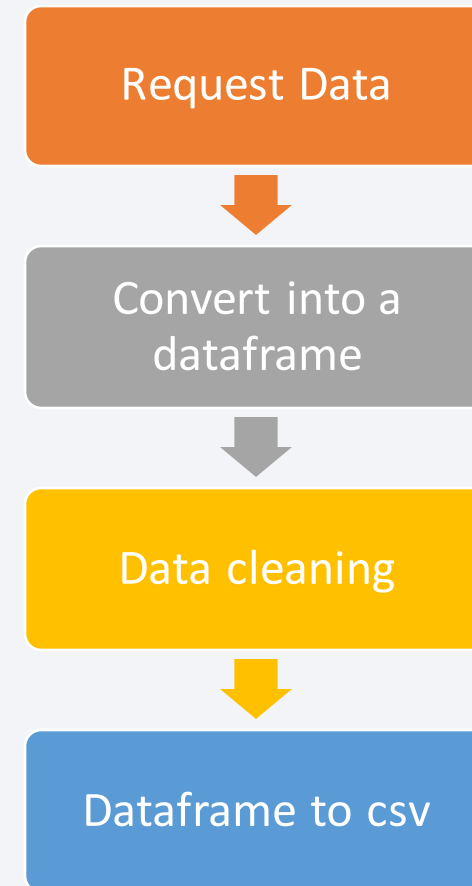 Request Data
Convert into a
dataframe
Data cleaning
Dataframe to csv